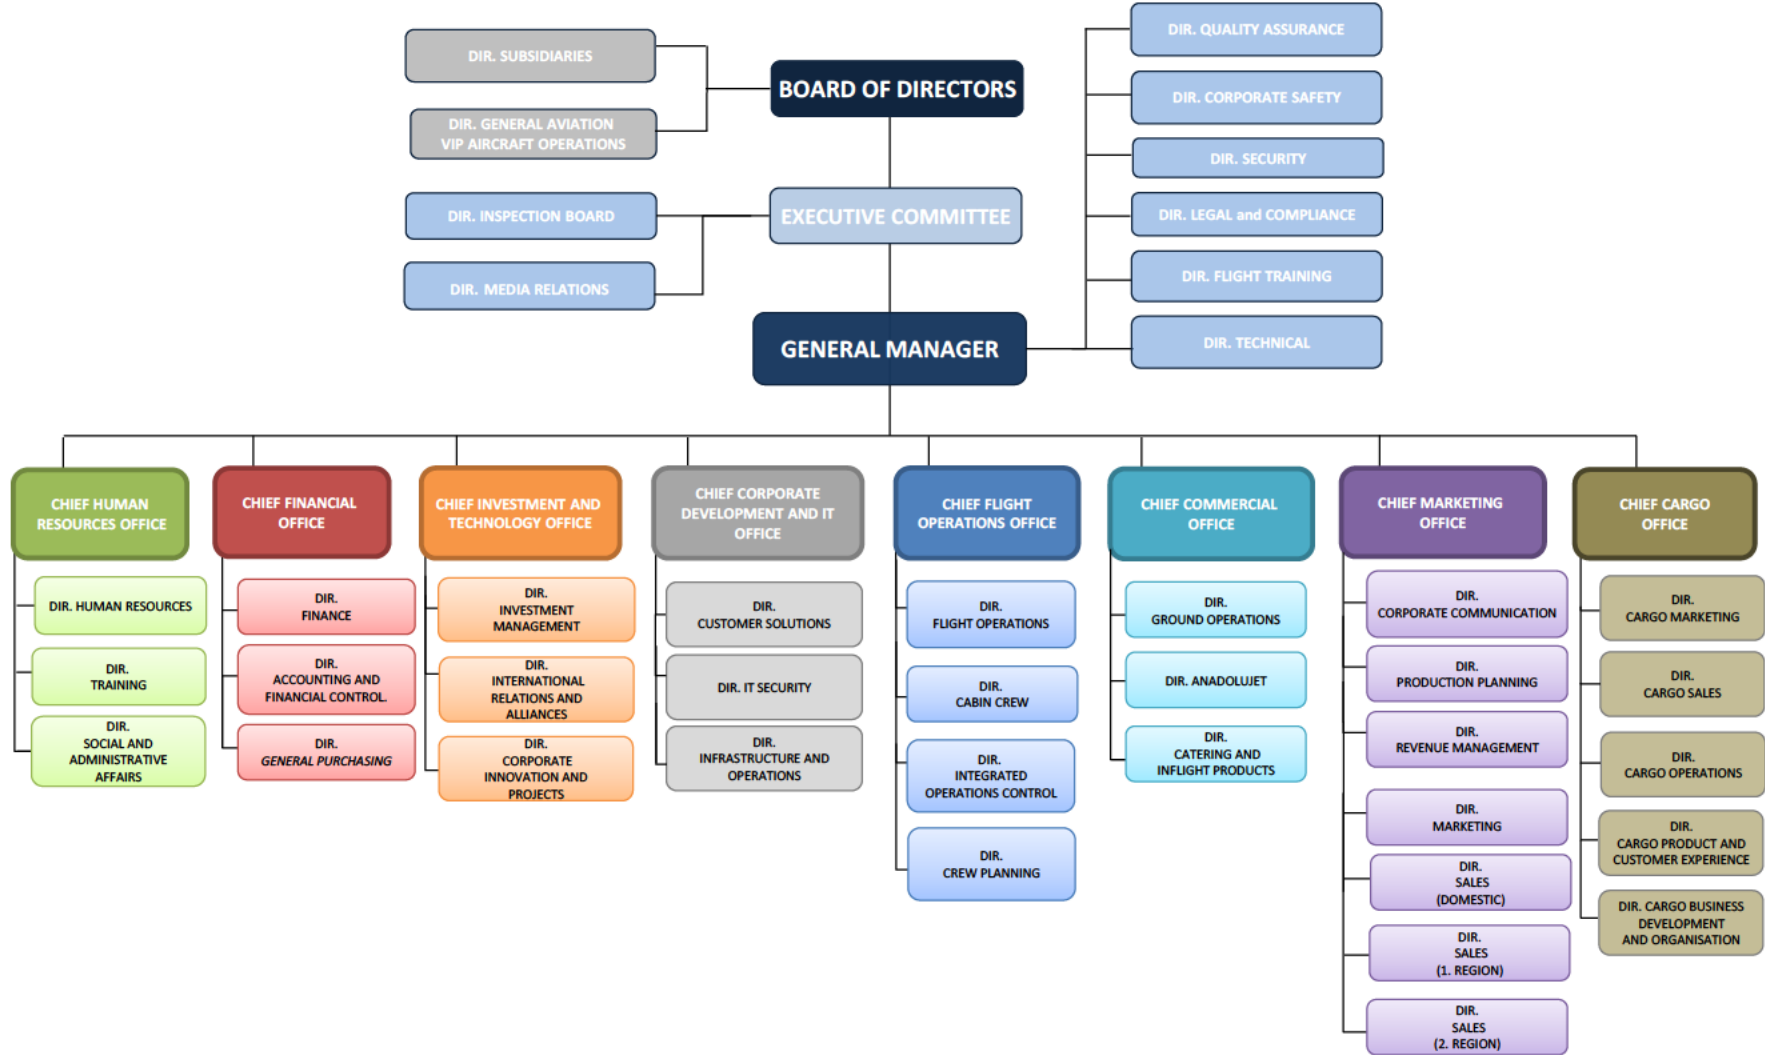 DIR. SUBSIDIARIES
DIR. GENERAL AVIATION
VIP AIRCRAFT OPERATIONS
BOARD OF DIRECTORS
DIR. INSPECTION BOARD
DIR. MEDIA RELATIONS
EXECUTIVE COMMITTEE
GENERAL MANAGER
DIR. QUALITY ASSURANCE
DIR. CORPORATE SAFETY
DIR. SECURITY
DIR. LEGAL and COMPLIANCE
DIR. FLIGHT TRAINING
DIR. TECHNICAL
CHIEF HUMAN
RESOURCES OFFICE
DIR. HUMAN RESOURCES
DIR.
TRAINING
DIR.
SOCIAL AND
ADMINISTRATIVE
AFFAIRS
CHIEF FINANCIAL
OFFICE
DIR.
FINANCE
DIR.
ACCOUNTING AND
FINANCIAL CONTROL.
DIR.
GENERAL PURCHASING
CHIEF INVESTMENT AND
TECHNOLOGY OFFICE
DIR.
INVESTMENT
MANAGEMENT
DIR.
INTERNATIONAL
RELATIONS AND
ALLIANCES
DIR.
CORPORATE
INNOVATION AND
PROJECTS
CHIEF CORPORATE
DEVELOPMENT AND IT
OFFICE
DIR.
CUSTOMER SOLUTIONS
DIR. IT SECURITY
DIR.
INFRASTRUCTURE AND
OPERATIONS
CHIEF FLIGHT
OPERATIONS OFFICE
DIR.
FLIGHT OPERATIONS
DIR.
CABIN CREW
DIR.
INTEGRATED
OPERATIONS CONTROL
DIR.
CREW PLANNING
CHIEF COMMERCIAL
OFFICE
DIR.
GROUND OPERATIONS
DIR. ANADOLUJET
DIR.
CATERING AND
INFLIGHT PRODUCTS
CHIEF MARKETING
OFFICE
DIR.
CORPORATE COMMUNICATION
DIR.
PRODUCTION PLANNING
DIR.
REVENUE MANAGEMENT
DIR.
MARKETING
DIR.
SALES
(DOMESTIC)
DIR.
SALES
(1. REGION)
DIR.
SALES
(2. REGION)
CHIEF CARGO
OFFICE
DIR.
CARGO MARKETING
DIR.
CARGO SALES
DIR.
CARGO OPERATIONS
DIR.
CARGO PRODUCT AND
CUSTOMER EXPERIENCE
DIR. CARGO BUSINESS
DEVELOPMENT
AND ORGANISATION